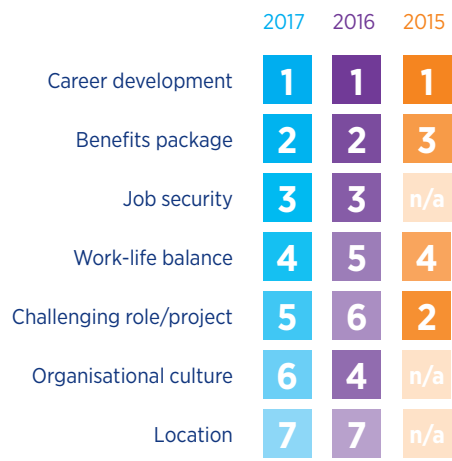 2017 2016 2015
Career development 1 1 1
Benefits package 2 2 3
Job security 3 3 n/a
Work-life balance 4 5 4
Challenging role/project 5 6 2
Organisational culture 6 4 n/a
Location 7 7 n/a